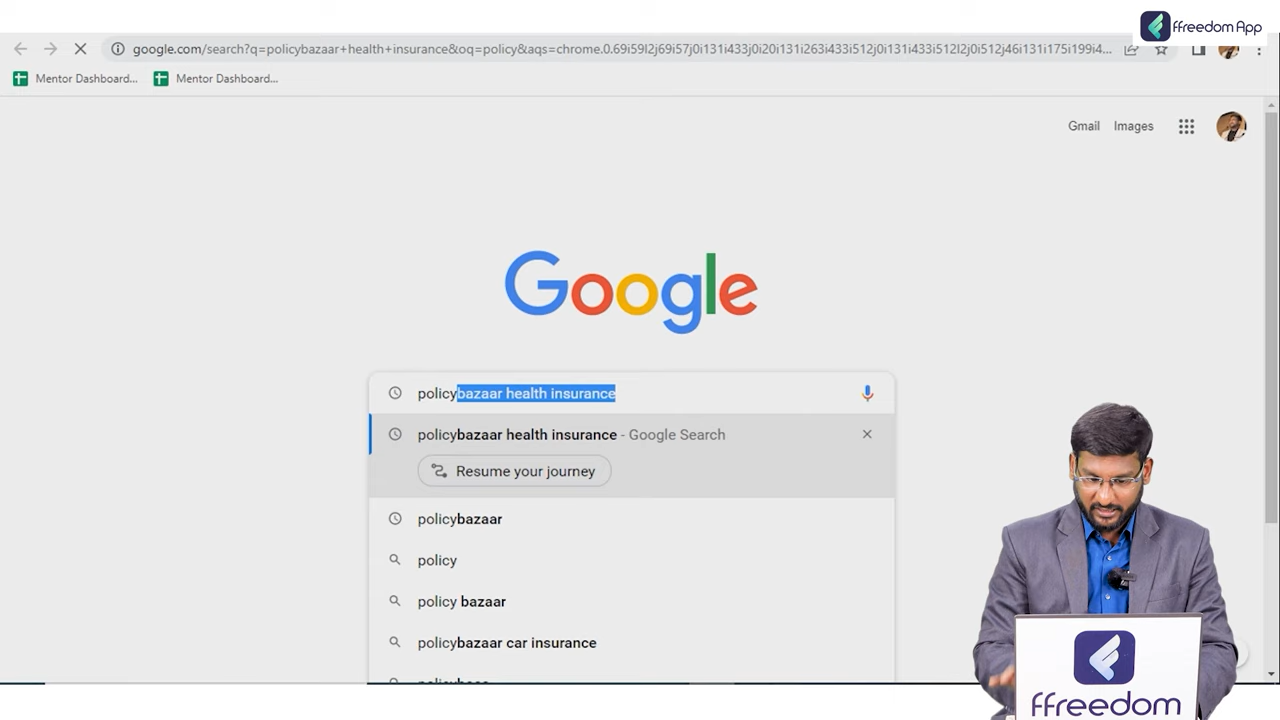 ffreedom App
google.com/search?q=policybazaar+health+insurance&oq=policy&aqs=chrome.0.69i59l2j69i57j0i131i433j0i20i131i263i433i512j0i131i433i512l2j0i512j46i131i175i199i4...
Mentor Dashboard... Mentor Dashboard...
Gmail Images
Google
policybazaar health insurance
policybazaar health insurance - Google Search
Resume your journey
policybazaar
policy
policy bazaar
policybazaar car insurance
ffreedom